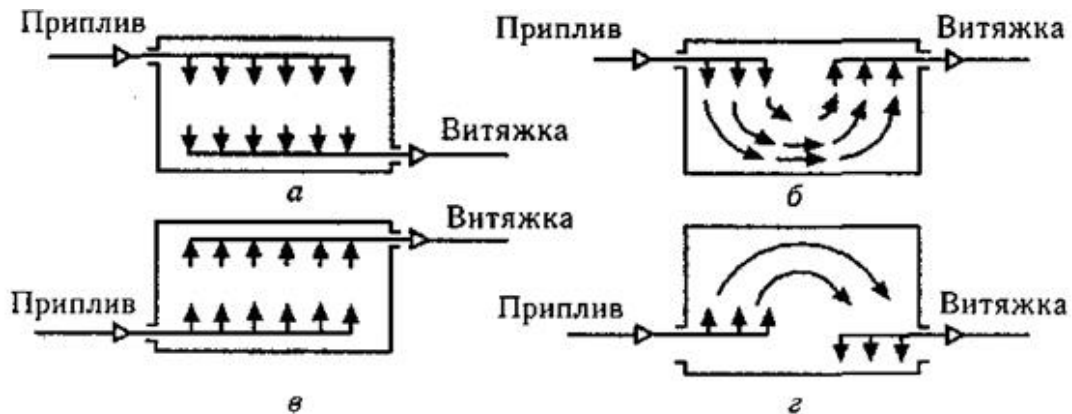 Приплив
Витяжка
а
Приплив
Витяжка
б
Приплив
Витяжка
в
Приплив
Витяжка
г